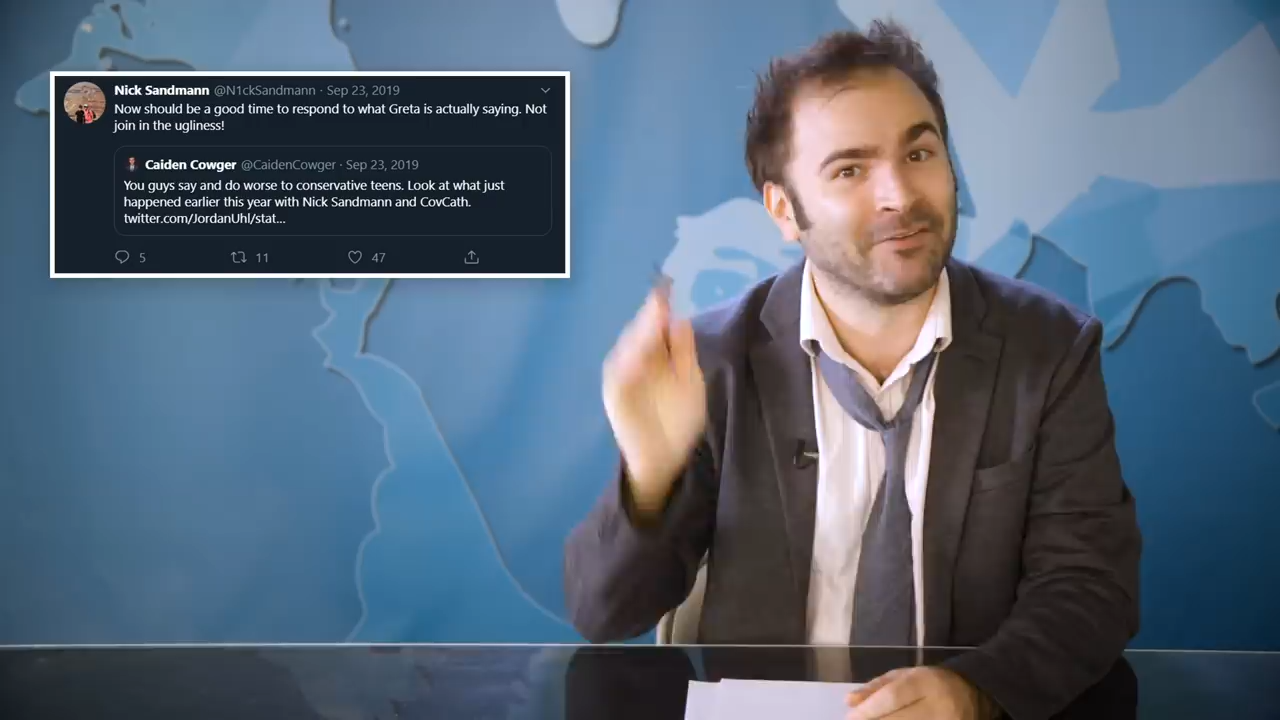 Nick Sandmann @N1ckSandmann · Sep 23, 2019
Now should be a good time to respond to what Greta is actually saying. Not
join in the ugliness!
Caiden Cowger @CaidenCowger · Sep 23, 2019
You guys say and do worse to conservative teens. Look at what just
happened earlier this year with Nick Sandmann and CovCath.
twitter.com/JordanUhl/stat...
5 11 47